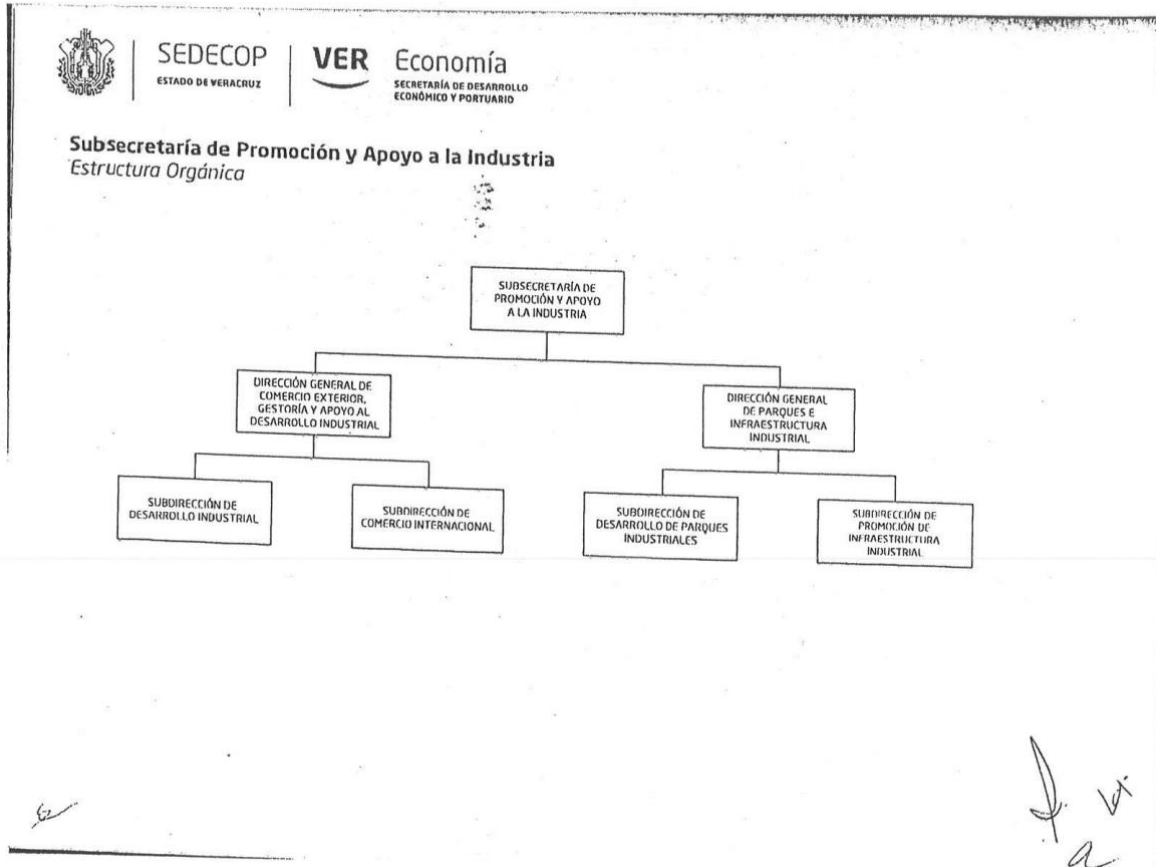 SEDECOP
ESTADO DE VERACRUZ
VER
Economía
SECRETARÍA DE DESARROLLO
ECONÓMICO Y PORTUARIO
Subsecretaría de Promoción y Apoyo a la Industria
Estructura Orgánica
SUBSECRETARÍA DE
PROMOCIÓN Y APOYO
A LA INDUSTRIA
DIRECCIÓN GENERAL DE
COMERCIO EXTERIOR,
GESTORÍA Y APOYO AL
DESARROLLO INDUSTRIAL
DIRECCIÓN GENERAL
DE PARQUES E
INFRAESTRUCTURA
INDUSTRIAL
SUBDIRECCIÓN DE
DESARROLLO INDUSTRIAL
SUBDIRECCIÓN DE
COMERCIO INTERNACIONAL
SUBDIRECCIÓN DE
DESARROLLO DE PARQUES
INDUSTRIALES
SUBDIRECCIÓN DE
PROMOCIÓN DE
INFRAESTRUCTURA
INDUSTRIAL